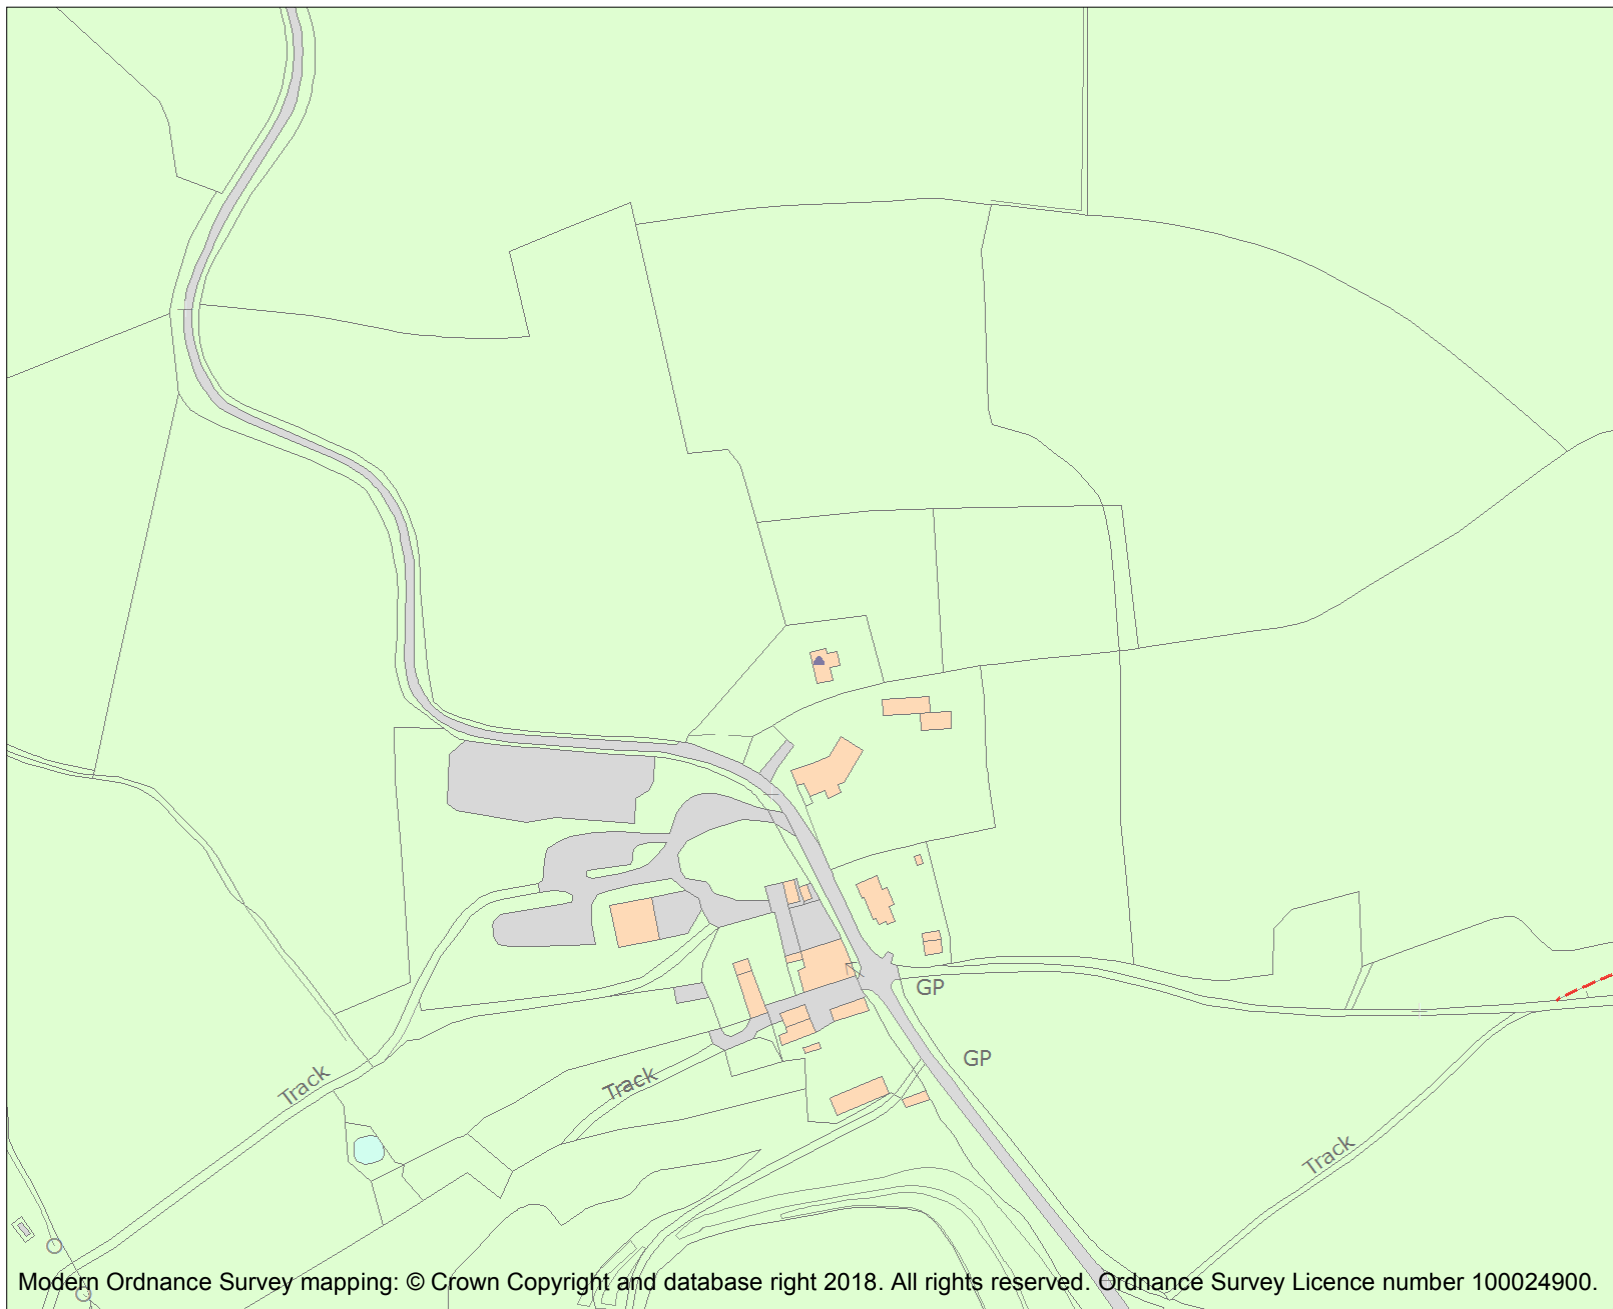 GP
GP
Track
Track
Track
Modern Ordnance Survey mapping: © Crown Copyright and database right 2018. All rights reserved. Ordnance Survey Licence number 100024900.